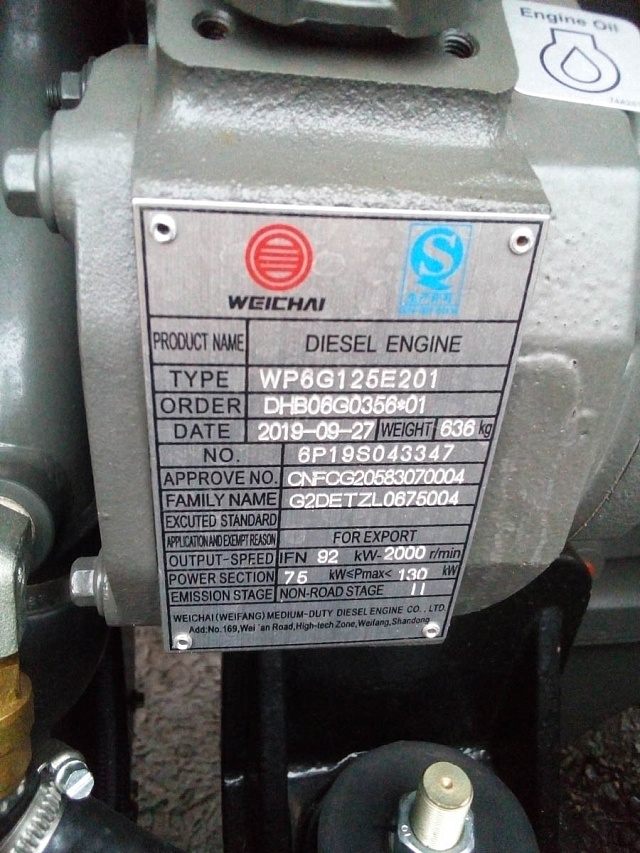 Engine Oil
WEICHAI
PRODUCT NAME DIESEL ENGINE
TYPE WP6G125E201
ORDER DHB06G0356*01
DATE 2019-09-27 WEIGHT 636 kg
NO. 6P19S043347
APPROVE NO. CNFCG20583070004
FAMILY NAME G2DETZL0675004
EXCUTED STANDARD
APPLICATION AND EXEMPT REASON FOR EXPORT
OUTPUT-SPEED IFN 92 kW-2000 r/min
POWER SECTION 75 kW≤Pmax< 130 kW
EMISSION STAGE NON-ROAD STAGE II
WEICHAI(WEIFANG) MEDIUM-DUTY DIESEL ENGINE CO., LTD.
Add:No.169,Wei'an Road,High-tech Zone,Weifang,Shandong